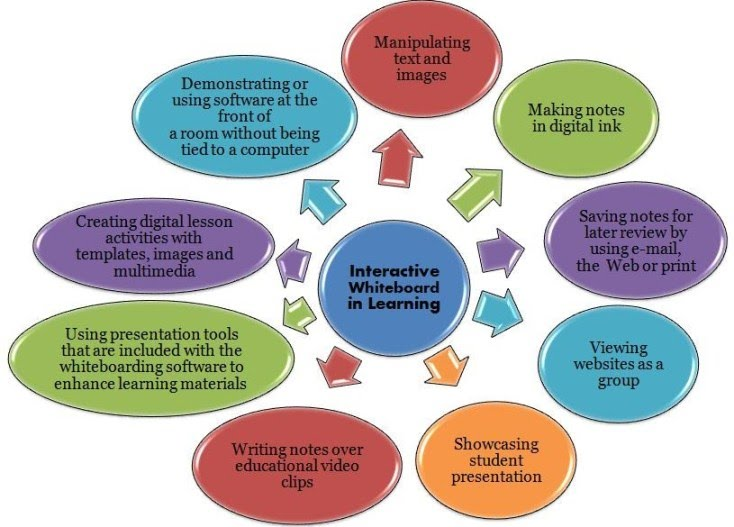 Manipulating
text and
images
Making notes
in digital ink
Saving notes for
later review by
using e-mail,
the Web or print
Viewing
websites as a
group
Showcasing
student
presentation
Writing notes over
educational video
clips
Using presentation tools
that are included with the
whiteboarding software to
enhance learning materials
Creating digital lesson
activities with
templates, images and
multimedia
Demonstrating or
using software at the
front of
a room without being
tied to a computer
Interactive
Whiteboard
in Learning